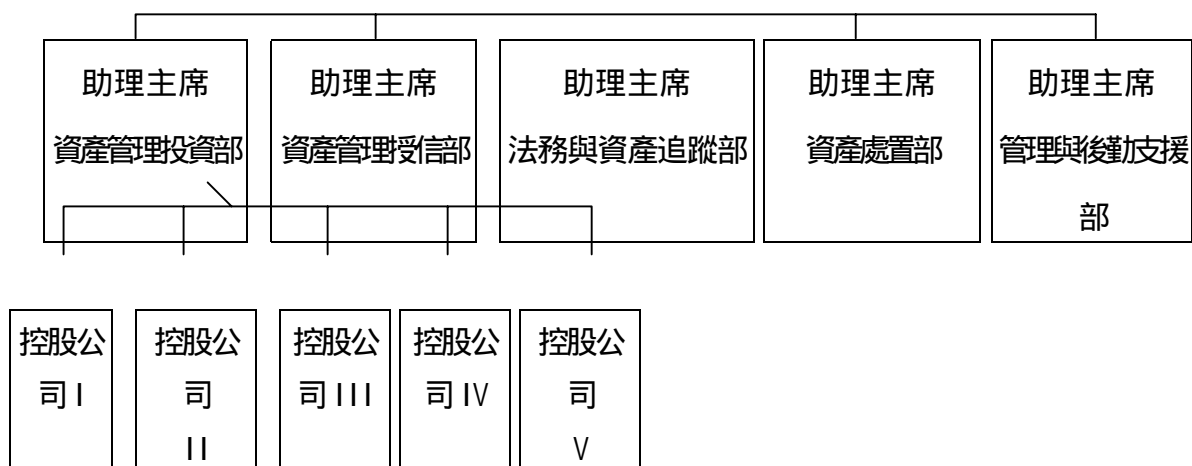 助理主席
資產管理投資部
助理主席
資產管理授信部
助理主席
法務與資產追蹤部
助理主席
資產處置部
助理主席
管理與後勤支援
部
控股公
司 I
控股公
司
II
控股公
司 III
控股公
司 IV
控股公
司
V